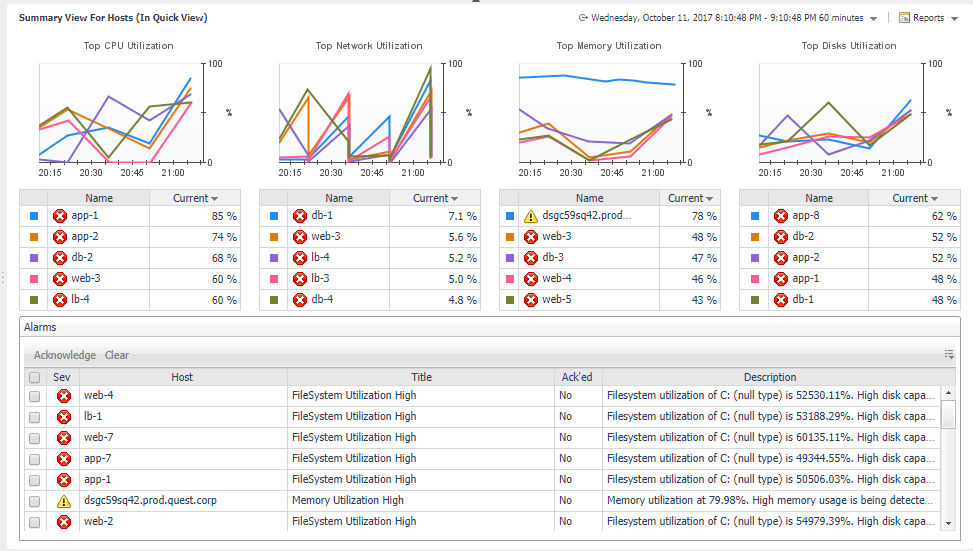 Summary View For Hosts (In Quick View)
Wednesday, October 11, 2017 8:10:48 PM - 9:10:48 PM 60 minutes
Reports
Top CPU Utilization
100
%
0
20:15 20:30 20:45 21:00
Name Current
app-1 85 %
app-2 74 %
db-2 68 %
web-3 60 %
lb-4 60 %
Top Network Utilization
100
%
0
20:15 20:30 20:45 21:00
Name Current
db-1 7.1 %
web-3 5.6 %
lb-4 5.2 %
lb-3 5.0 %
db-4 4.8 %
Top Memory Utilization
100
%
0
20:15 20:30 20:45 21:00
Name Current
dsgc59sq42.prod... 78 %
web-3 48 %
db-3 47 %
web-4 46 %
web-5 43 %
Top Disks Utilization
100
%
0
20:15 20:30 20:45 21:00
Name Current
app-8 62 %
db-2 52 %
app-2 52 %
app-1 48 %
db-1 48 %
Alarms
Acknowledge Clear
Sev Host Title Ack'ed Description
web-4 FileSystem Utilization High No Filesystem utilization of C: (null type) is 52530.11%. High disk capa...
lb-1 FileSystem Utilization High No Filesystem utilization of C: (null type) is 53188.29%. High disk capa...
web-7 FileSystem Utilization High No Filesystem utilization of C: (null type) is 60135.11%. High disk capa...
app-7 FileSystem Utilization High No Filesystem utilization of C: (null type) is 49344.55%. High disk capa...
app-1 FileSystem Utilization High No Filesystem utilization of C: (null type) is 50506.03%. High disk capa...
dsgc59sq42.prod.quest.corp Memory Utilization High No Memory utilization at 79.98%. High memory usage is being detecte...
web-2 FileSystem Utilization High No Filesystem utilization of C: (null type) is 54979.39%. High disk capa...